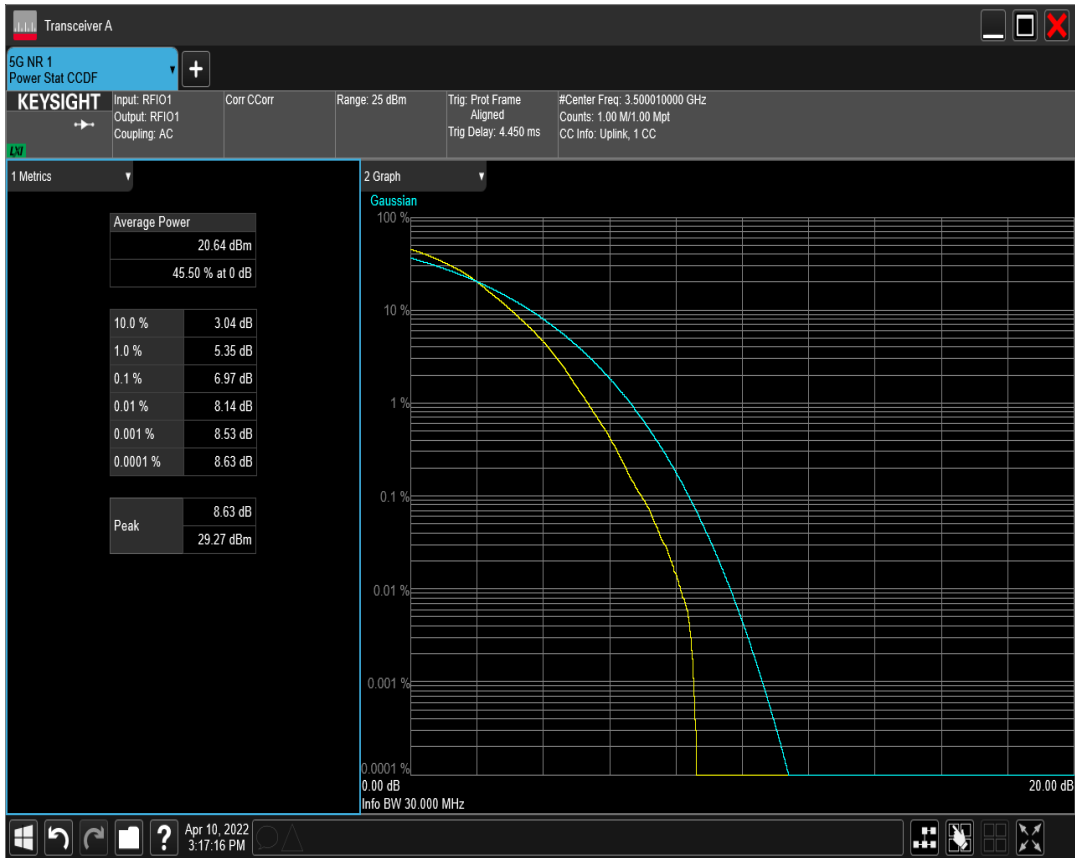 Transceiver A
5G NR 1
Power Stat CCDF
+
KEYSIGHT
LXI
Input: RFIO1
Output: RFIO1
Coupling: AC
Corr CCorr
Range: 25 dBm
Trig: Prot Frame
Aligned
Trig Delay: 4.450 ms
#Center Freq: 3.500010000 GHz
Counts: 1.00 M/1.00 Mpt
CC Info: Uplink, 1 CC
1 Metrics
Average Power
20.64 dBm
45.50 % at 0 dB
10.0 % 3.04 dB
1.0 % 5.35 dB
0.1 % 6.97 dB
0.01 % 8.14 dB
0.001 % 8.53 dB
0.0001 % 8.63 dB
Peak
8.63 dB
29.27 dBm
2 Graph
Gaussian
100 %
10 %
1 %
0.1 %
0.01 %
0.001 %
0.0001 %
0.00 dB 20.00 dB
Info BW 30.000 MHz
?
Apr 10, 2022
3:17:16 PM